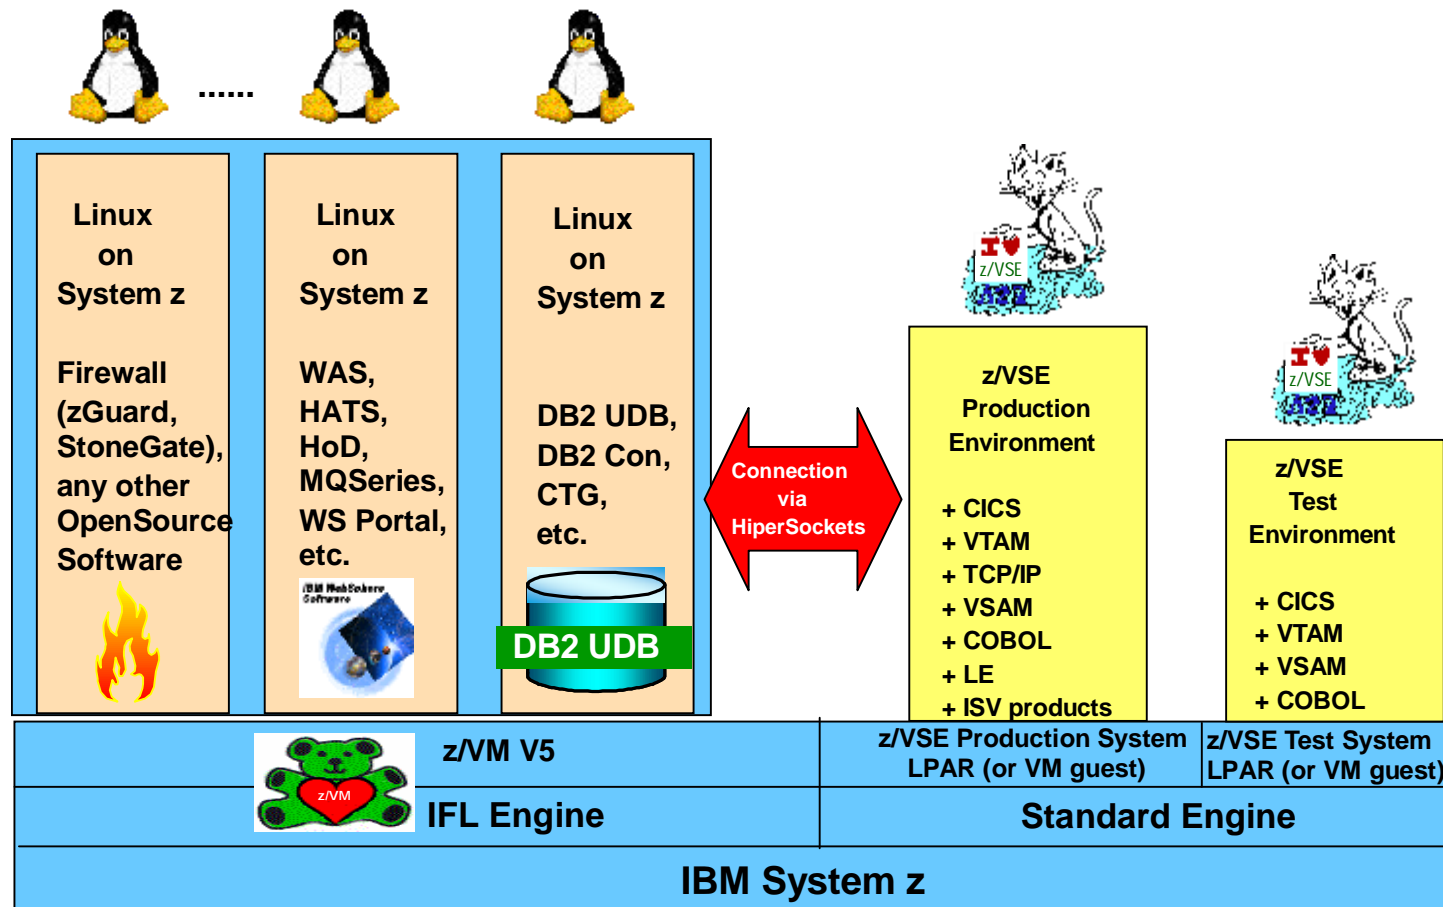 ......
Linux
on
System z
Firewall
(zGuard,
StoneGate),
any other
OpenSource
Software
Linux
on
System z
WAS,
HATS,
HoD,
MQSeries,
WS Portal,
etc.
IBM WebSphere
Software
Linux
on
System z
DB2 UDB,
DB2 Con,
CTG,
etc.
DB2 UDB
Connection
via
HiperSockets
I ♥
z/VSE
z/VSE
Production
Environment
+ CICS
+ VTAM
+ TCP/IP
+ VSAM
+ COBOL
+ LE
+ ISV products
I ♥
z/VSE
z/VSE
Test
Environment
+ CICS
+ VTAM
+ VSAM
+ COBOL
z/VM V5
z/VSE Production System
LPAR (or VM guest)
z/VSE Test System
LPAR (or VM guest)
z/VM
IFL Engine
Standard Engine
IBM System z